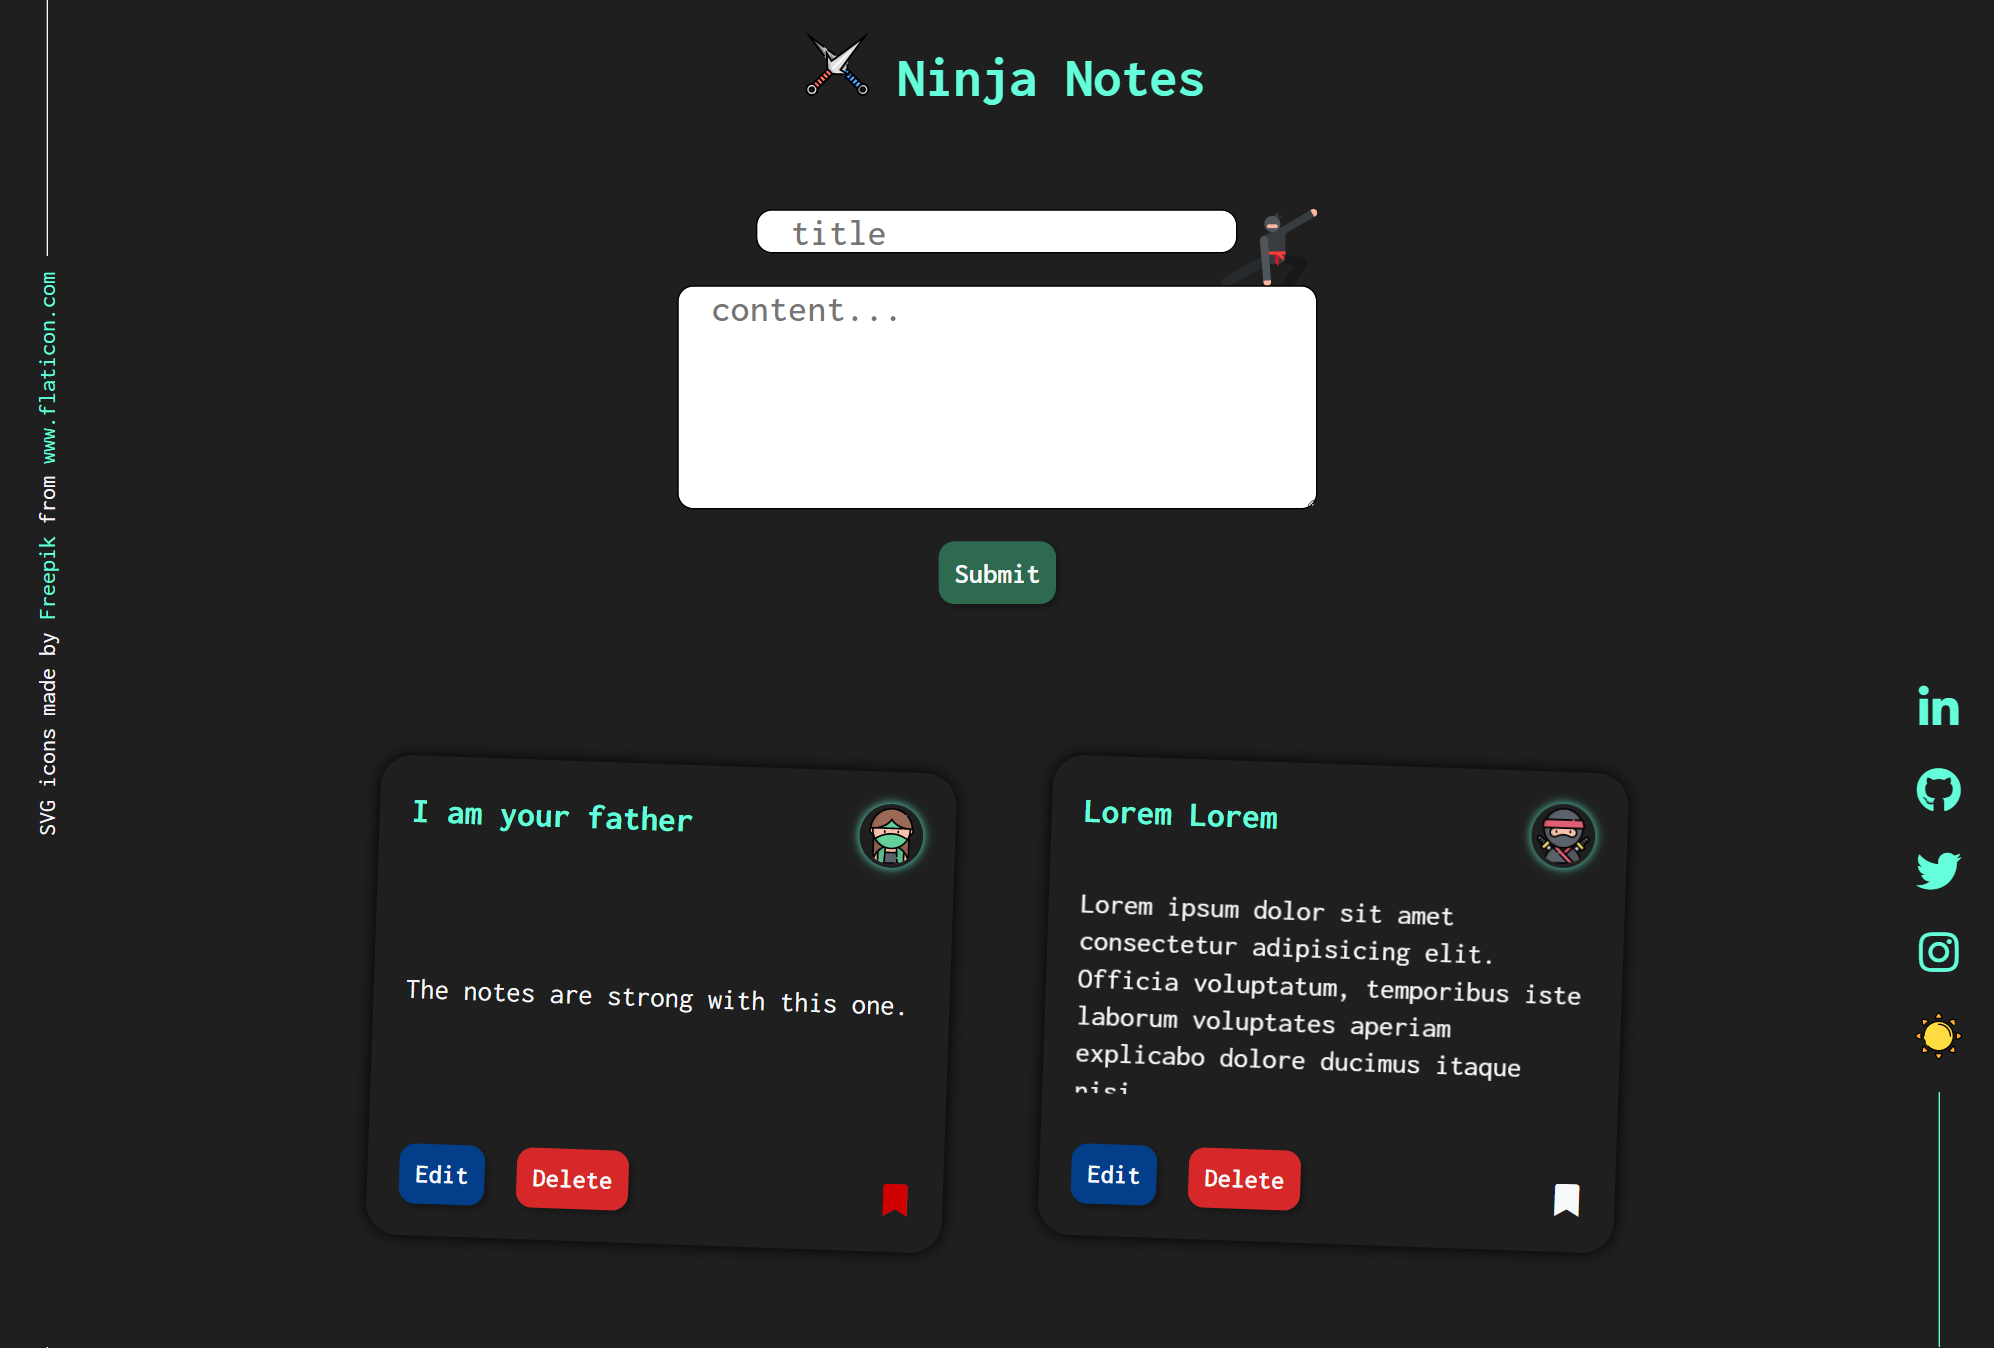 Ninja Notes
title
content...
Submit
SVG icons made by Freepik from www.flaticon.com
I am your father
The notes are strong with this one.
Edit
Delete
Lorem Lorem
Lorem ipsum dolor sit amet
consectetur adipisicing elit.
Officia voluptatum, temporibus iste
laborum voluptates aperiam
explicabo dolore ducimus itaque
nisi
Edit
Delete
in